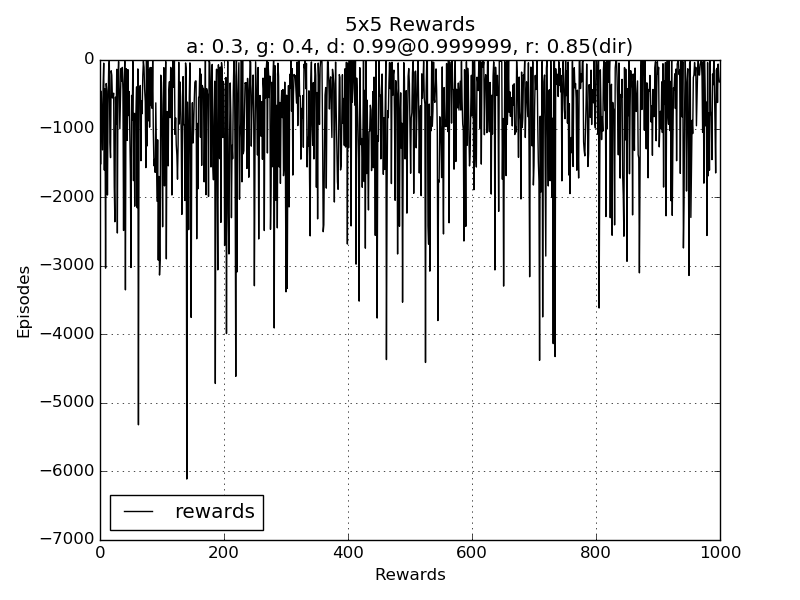 5x5 Rewards
a: 0.3, g: 0.4, d: 0.99@0.999999, r: 0.85(dir)
0
−1000
−2000
−3000
−4000
−5000
−6000
−7000
Episodes
rewards
0 200 400 600 800 1000
Rewards